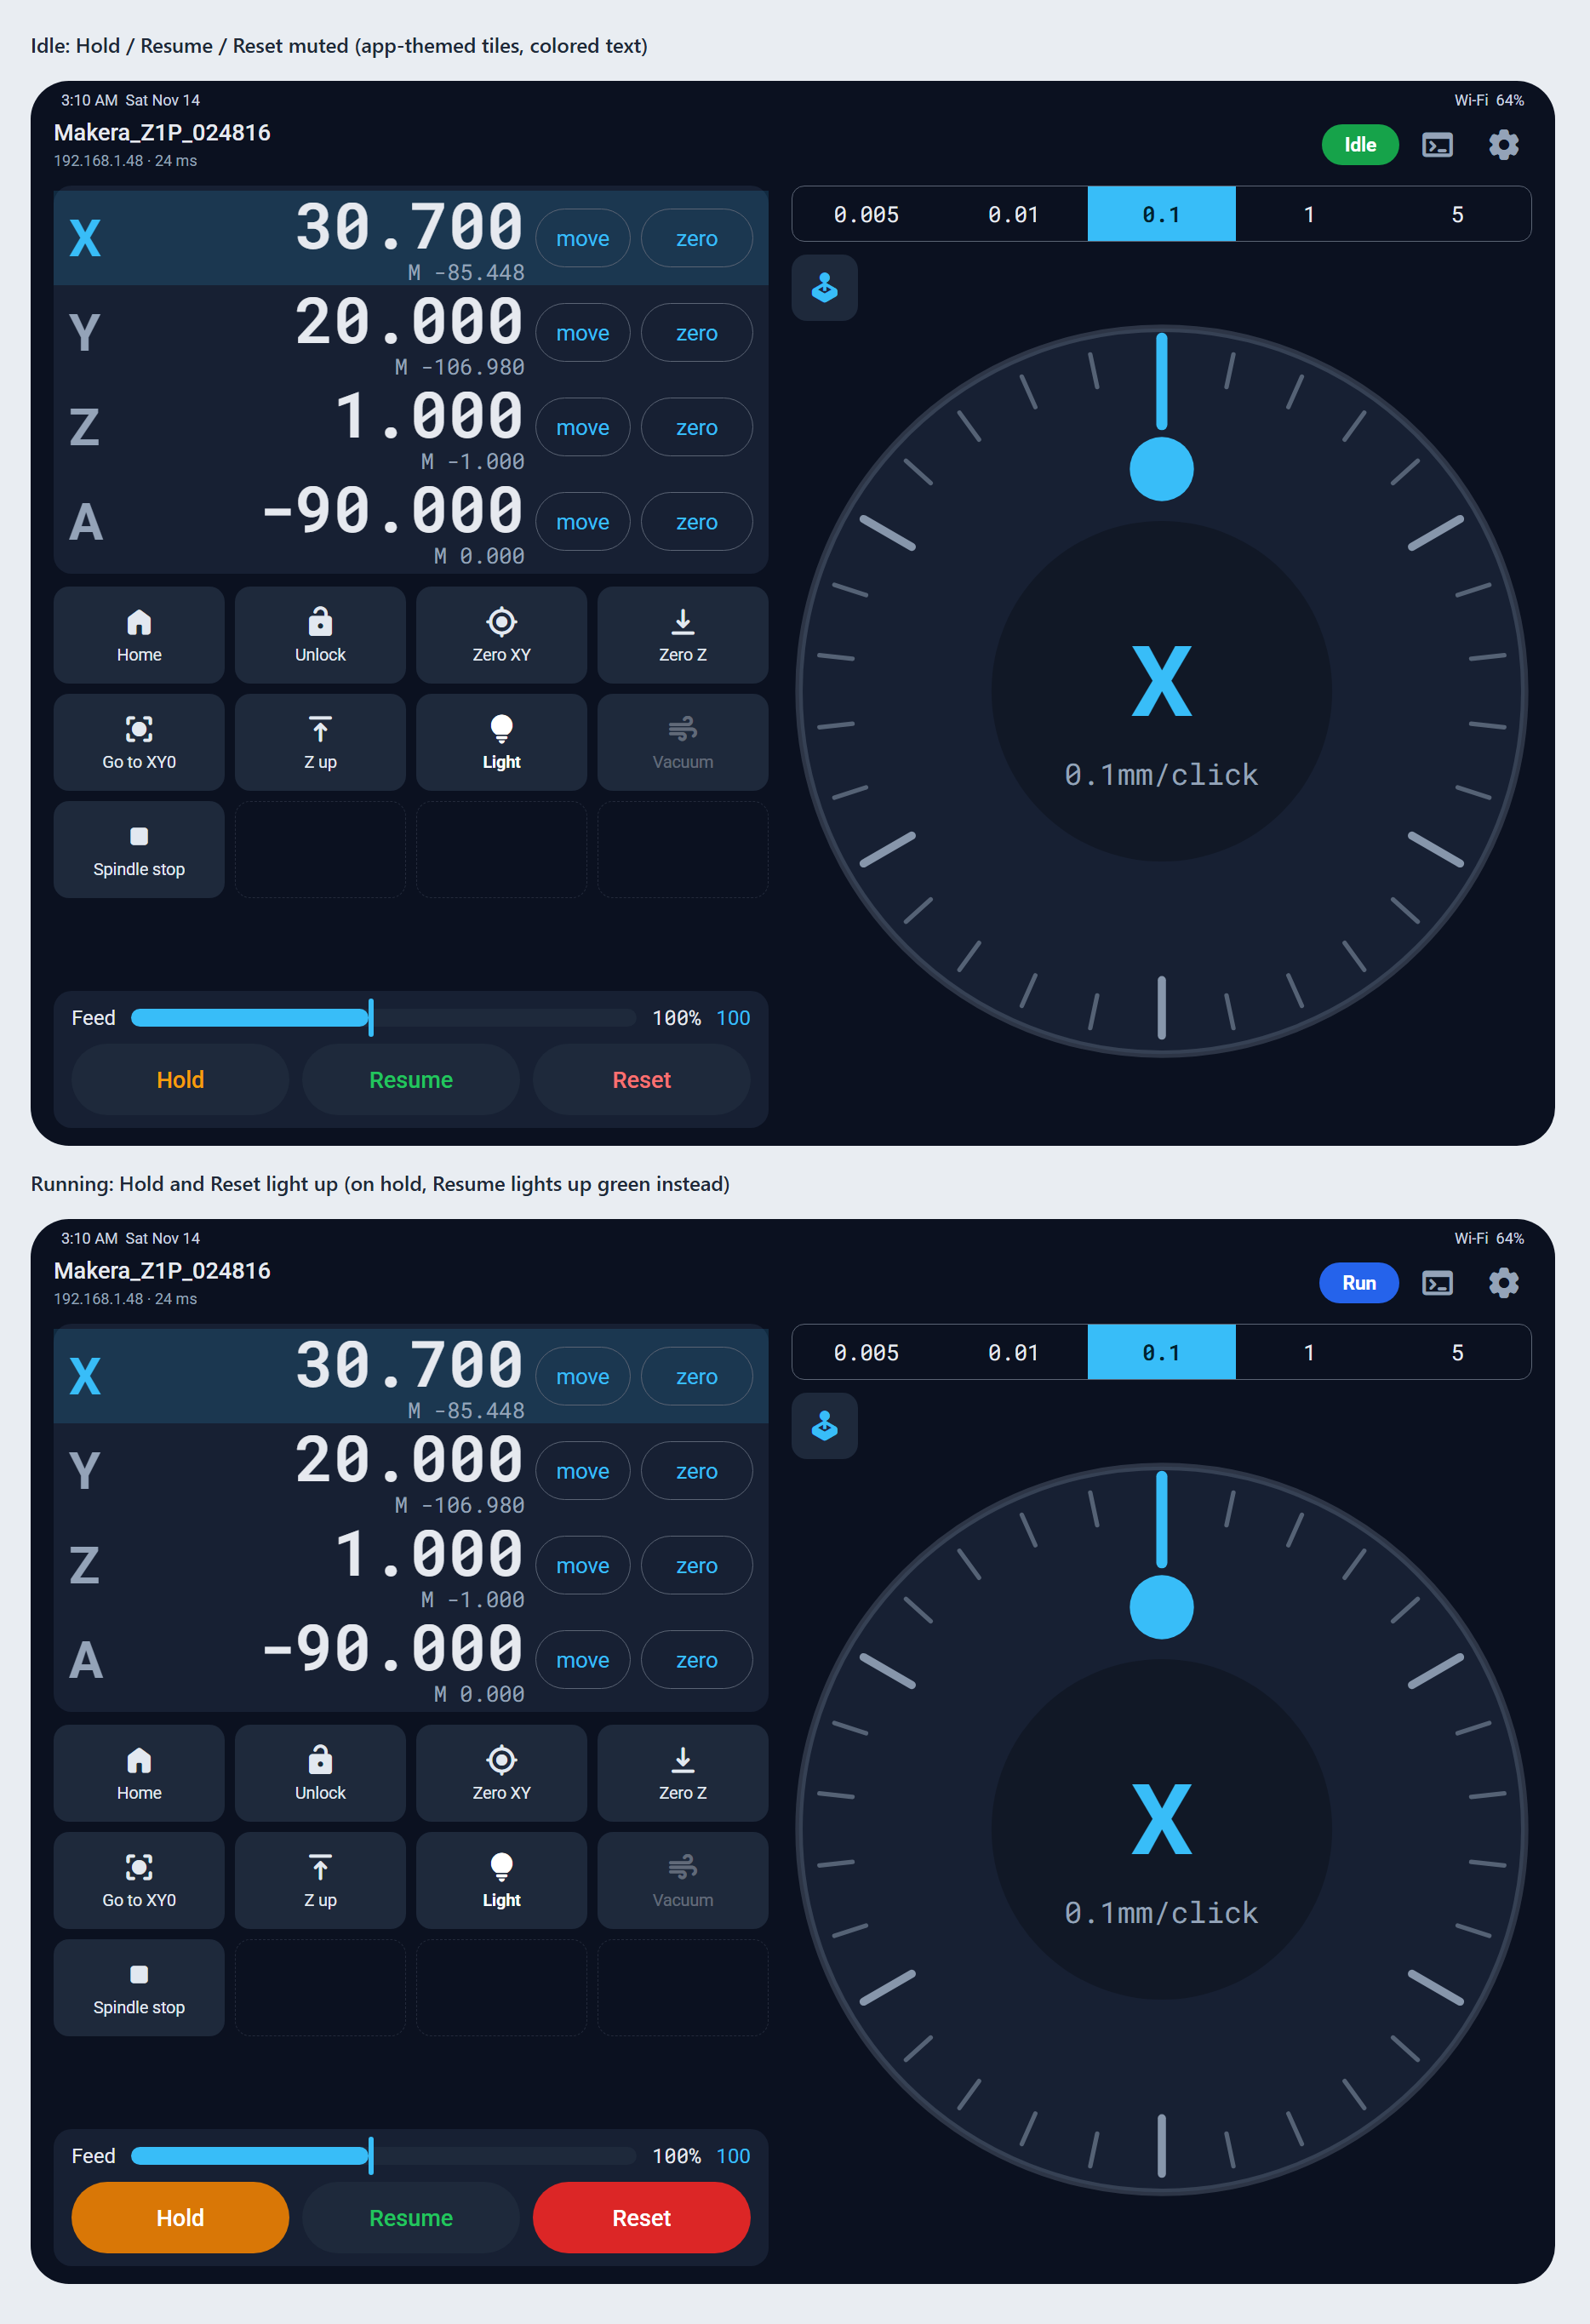 Idle: Hold / Resume / Reset muted (app-themed tiles, colored text)
3:10 AM Sat Nov 14
Wi-Fi 64%
Makera_Z1P_024816
192.168.1.48 · 24 ms
Idle
X 30.700 move zero
M -85.448
Y 20.000 move zero
M -106.980
Z 1.000 move zero
M -1.000
A -90.000 move zero
M 0.000
Home Unlock Zero XY Zero Z
Go to XY0 Z up Light Vacuum
Spindle stop
Feed 100% 100
Hold Resume Reset
0.005 0.01 0.1 1 5
X
0.1mm/click
Running: Hold and Reset light up (on hold, Resume lights up green instead)
3:10 AM Sat Nov 14
Wi-Fi 64%
Makera_Z1P_024816
192.168.1.48 · 24 ms
Run
X 30.700 move zero
M -85.448
Y 20.000 move zero
M -106.980
Z 1.000 move zero
M -1.000
A -90.000 move zero
M 0.000
Home Unlock Zero XY Zero Z
Go to XY0 Z up Light Vacuum
Spindle stop
Feed 100% 100
Hold Resume Reset
0.005 0.01 0.1 1 5
X
0.1mm/click